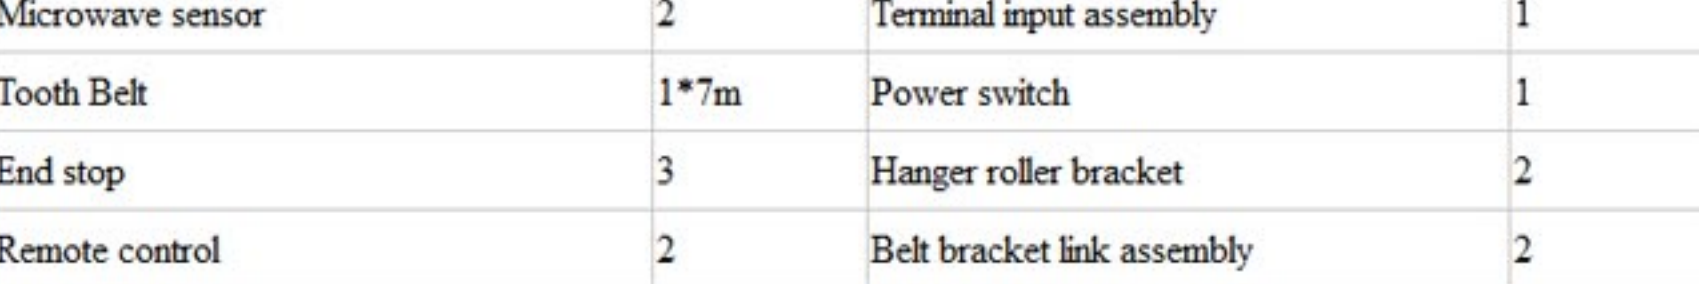 Microwave sensor 2 Terminal input assembly 1
Tooth Belt 1*7m Power switch 1
End stop 3 Hanger roller bracket 2
Remote control 2 Belt bracket link assembly 2